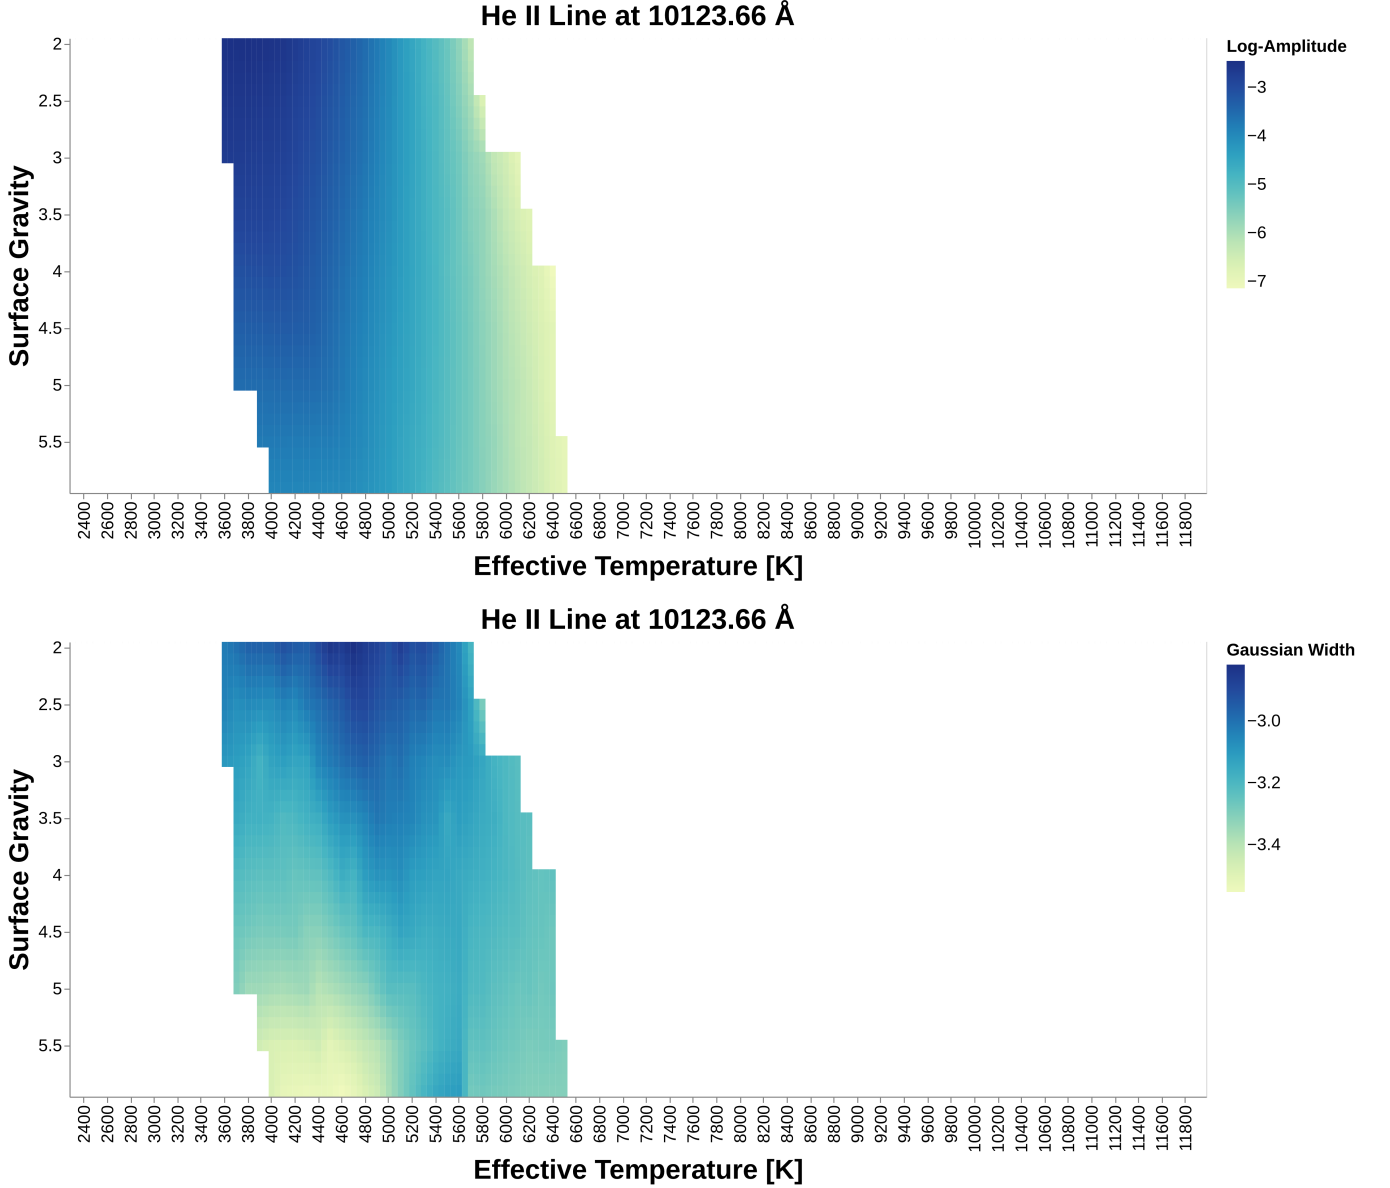 He II Line at 10123.66 Å
Log-Amplitude
−3
−4
−5
−6
−7
Surface Gravity
2
2.5
3
3.5
4
4.5
5
5.5
2400 2600 2800 3000 3200 3400 3600 3800 4000 4200 4400 4600 4800 5000 5200 5400 5600 5800 6000 6200 6400 6600 6800 7000 7200 7400 7600 7800 8000 8200 8400 8600 8800 9000 9200 9400 9600 9800 10000 10200 10400 10600 10800 11000 11200 11400 11600 11800
Effective Temperature [K]
He II Line at 10123.66 Å
Gaussian Width
−3.0
−3.2
−3.4
Surface Gravity
2
2.5
3
3.5
4
4.5
5
5.5
2400 2600 2800 3000 3200 3400 3600 3800 4000 4200 4400 4600 4800 5000 5200 5400 5600 5800 6000 6200 6400 6600 6800 7000 7200 7400 7600 7800 8000 8200 8400 8600 8800 9000 9200 9400 9600 9800 10000 10200 10400 10600 10800 11000 11200 11400 11600 11800
Effective Temperature [K]